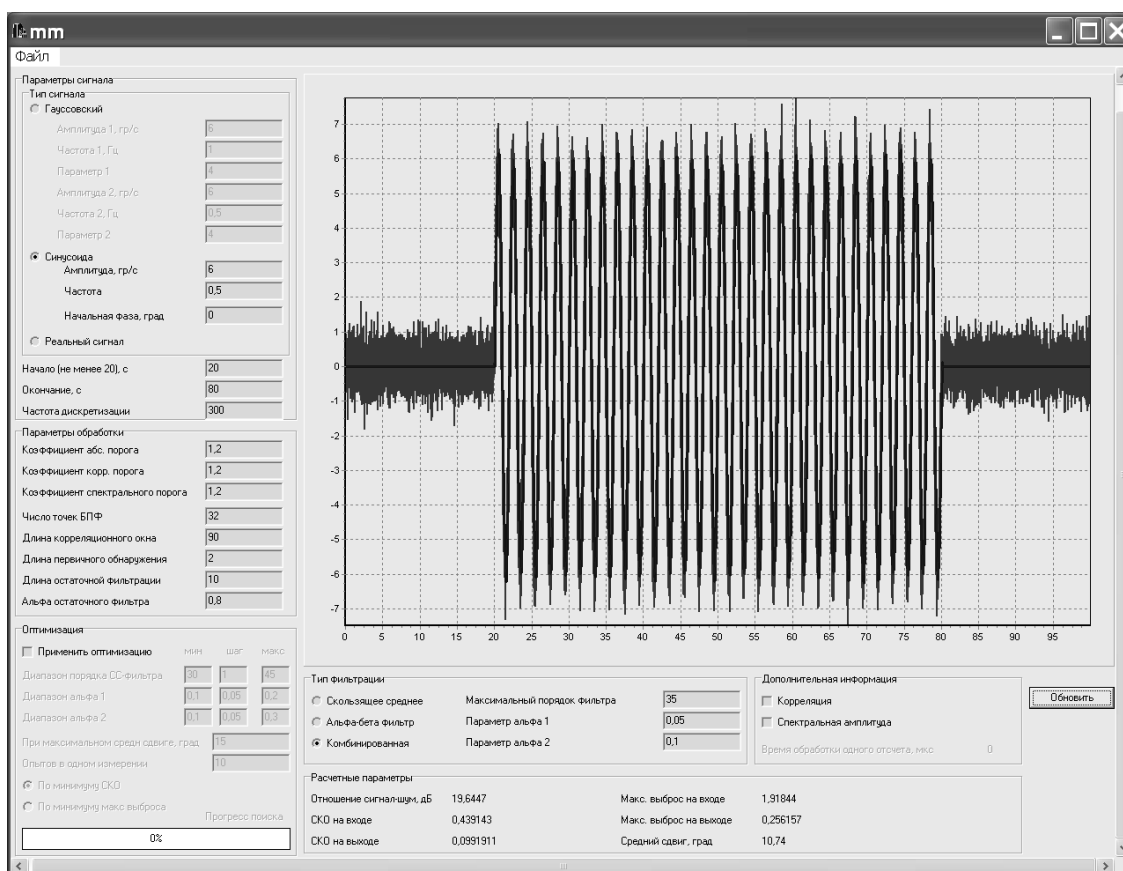 mm
Файл
Параметры сигнала
Тип сигнала
Гауссовский
Амплитуда 1, гр/с 6
Частота 1, Гц 1
Параметр 1 4
Амплитуда 2, гр/с 6
Частота 2, Гц 0,5
Параметр 2 4
Синусоида
Амплитуда, гр/с 6
Частота 0,5
Начальная фаза, град 0
Реальный сигнал
Начало (не менее 20), с 20
Окончание, с 80
Частота дискретизации 300
Параметры обработки
Коэффициент абс. порога 1,2
Коэффициент корр. порога 1,2
Коэффициент спектрального порога 1,2
Число точек БПФ 32
Длина корреляционного окна 90
Длина первичного обнаружения 2
Длина остаточной фильтрации 10
Альфа остаточного фильтра 0,8
Оптимизация
Применить оптимизацию мин шаг макс
Диапазон порядка СС-фильтра 30 1 45
Диапазон альфа 1 0,1 0,05 0,2
Диапазон альфа 2 0,1 0,05 0,3
При максимальном средн сдвиге, град 15
Опытов в одном измерении 10
По минимуму СКО
По минимуму макс выброса
Прогресс поиска
0%
7
6
5
4
3
2
1
0
-1
-2
-3
-4
-5
-6
-7
0 5 10 15 20 25 30 35 40 45 50 55 60 65 70 75 80 85 90 95
Тип фильтрации
Скользящее среднее
Альфа-бета фильтр
Комбинированная
Максимальный порядок фильтра 35
Параметр альфа 1 0,05
Параметр альфа 2 0,1
Дополнительная информация
Корреляция
Спектральная амплитуда
Время обработки одного отсчета, мкс 0
Обновить
Расчетные параметры
Отношение сигнал-шум, дБ 19,6447 Макс. выброс на входе 1,91844
СКО на входе 0,439143 Макс. выброс на выходе 0,256157
СКО на выходе 0,0991911 Средний сдвиг, град 10,74